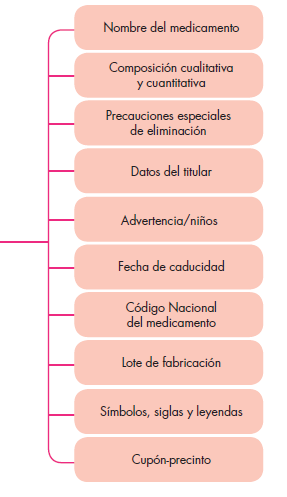 Nombre del medicamento
Composición cualitativa
y cuantitativa
Precauciones especiales
de eliminación
Datos del titular
Advertencia/niños
Fecha de caducidad
Código Nacional
del medicamento
Lote de fabricación
Símbolos, siglas y leyendas
Cupón-precinto